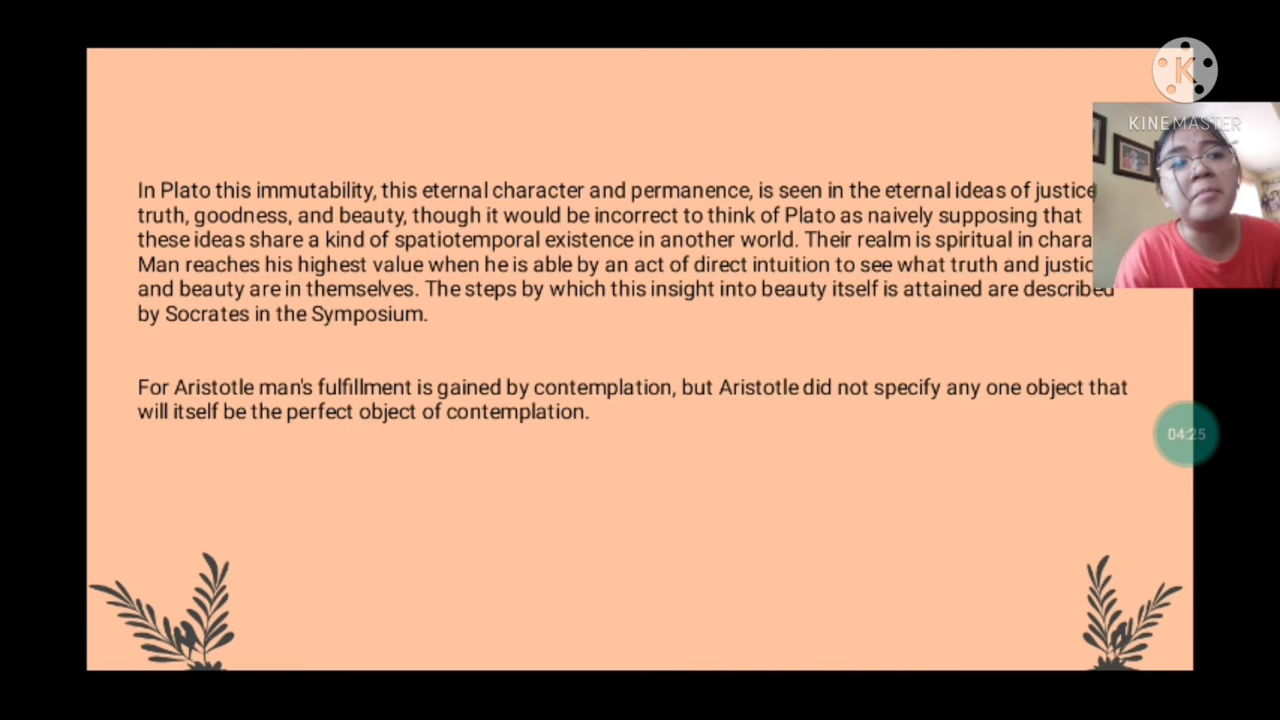 In Plato this immutability, this eternal character and permanence, is seen in the eternal ideas of justice
truth, goodness, and beauty, though it would be incorrect to think of Plato as naively supposing that
these ideas share a kind of spatiotemporal existence in another world. Their realm is spiritual in chara
Man reaches his highest value when he is able by an act of direct intuition to see what truth and justic
and beauty are in themselves. The steps by which this insight into beauty itself is attained are described
by Socrates in the Symposium.
For Aristotle man's fulfillment is gained by contemplation, but Aristotle did not specify any one object that
will itself be the perfect object of contemplation.
K
KINEMASTER
04:25